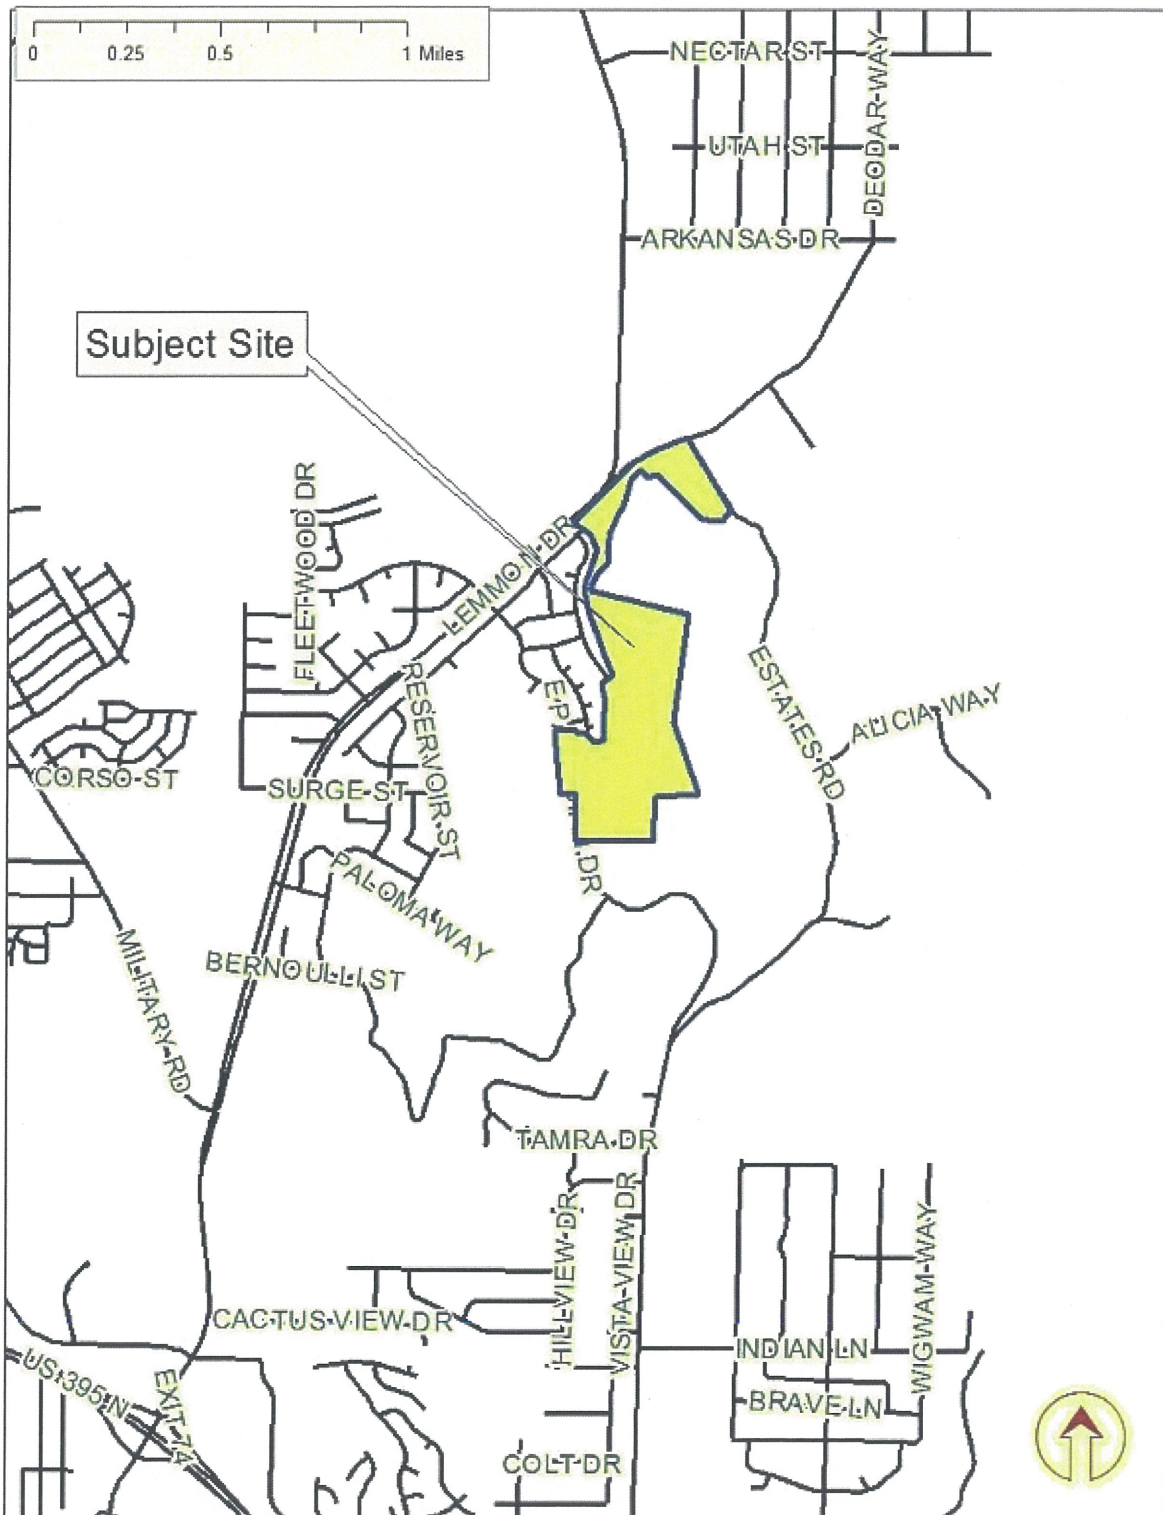 0 0.25 0.5 1 Miles
NECTAR ST
DEODAR WAY
UTAH ST
ARKANSAS DR
Subject Site
FLEETWOOD DR
LEMMON DR
ESTATES RD
RESERVOIR ST
E P
ALICIA WAY
CORSO ST
SURGE ST
DR
PALOMA WAY
MILITARY RD
BERNOULLI ST
TAMRA DR
HILLVIEW DR
VISTA VIEW DR
WIGWAM WAY
CACTUS VIEW DR
INDIAN LN
US 395 N
EXIT 74
BRAVE LN
COLT DR